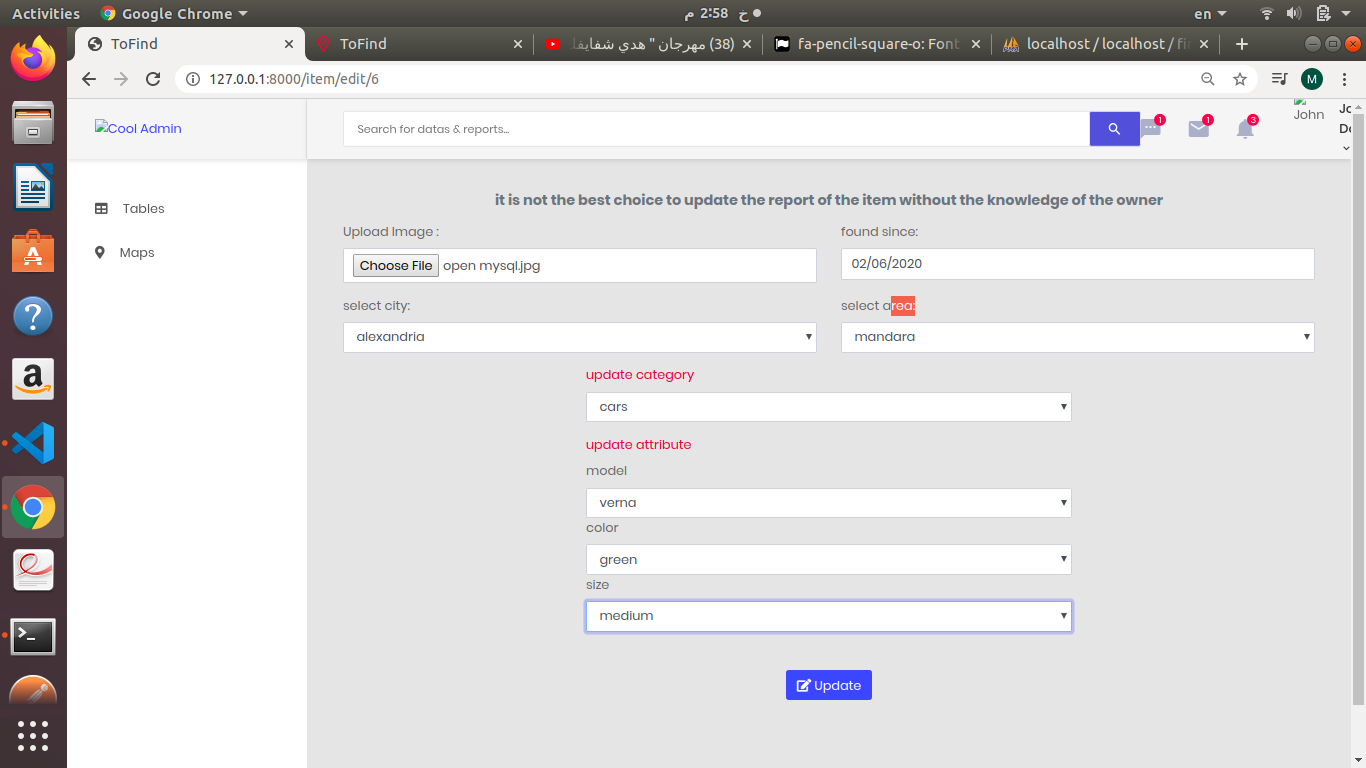 Activities Google Chrome خ 2:58 م en
ToFind ToFind (38) مهرجان " هدي شفايفا fa-pencil-square-o: Font localhost / localhost / fi
127.0.0.1:8000/item/edit/6 M
Cool Admin Search for datas & reports... 1 1 3 John Jo
Do
it is not the best choice to update the report of the item without the knowledge of the owner
Tables
Maps
Upload Image : found since:
Choose File open mysql.jpg 02/06/2020
select city: select area:
alexandria mandara
update category
cars
update attribute
model
verna
color
green
size
medium
Update